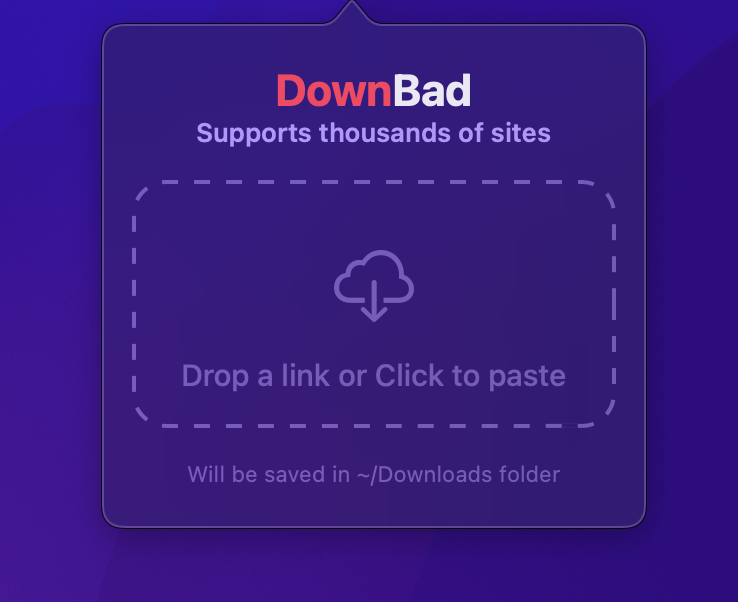 DownBad
Supports thousands of sites
Drop a link or Click to paste
Will be saved in ~/Downloads folder